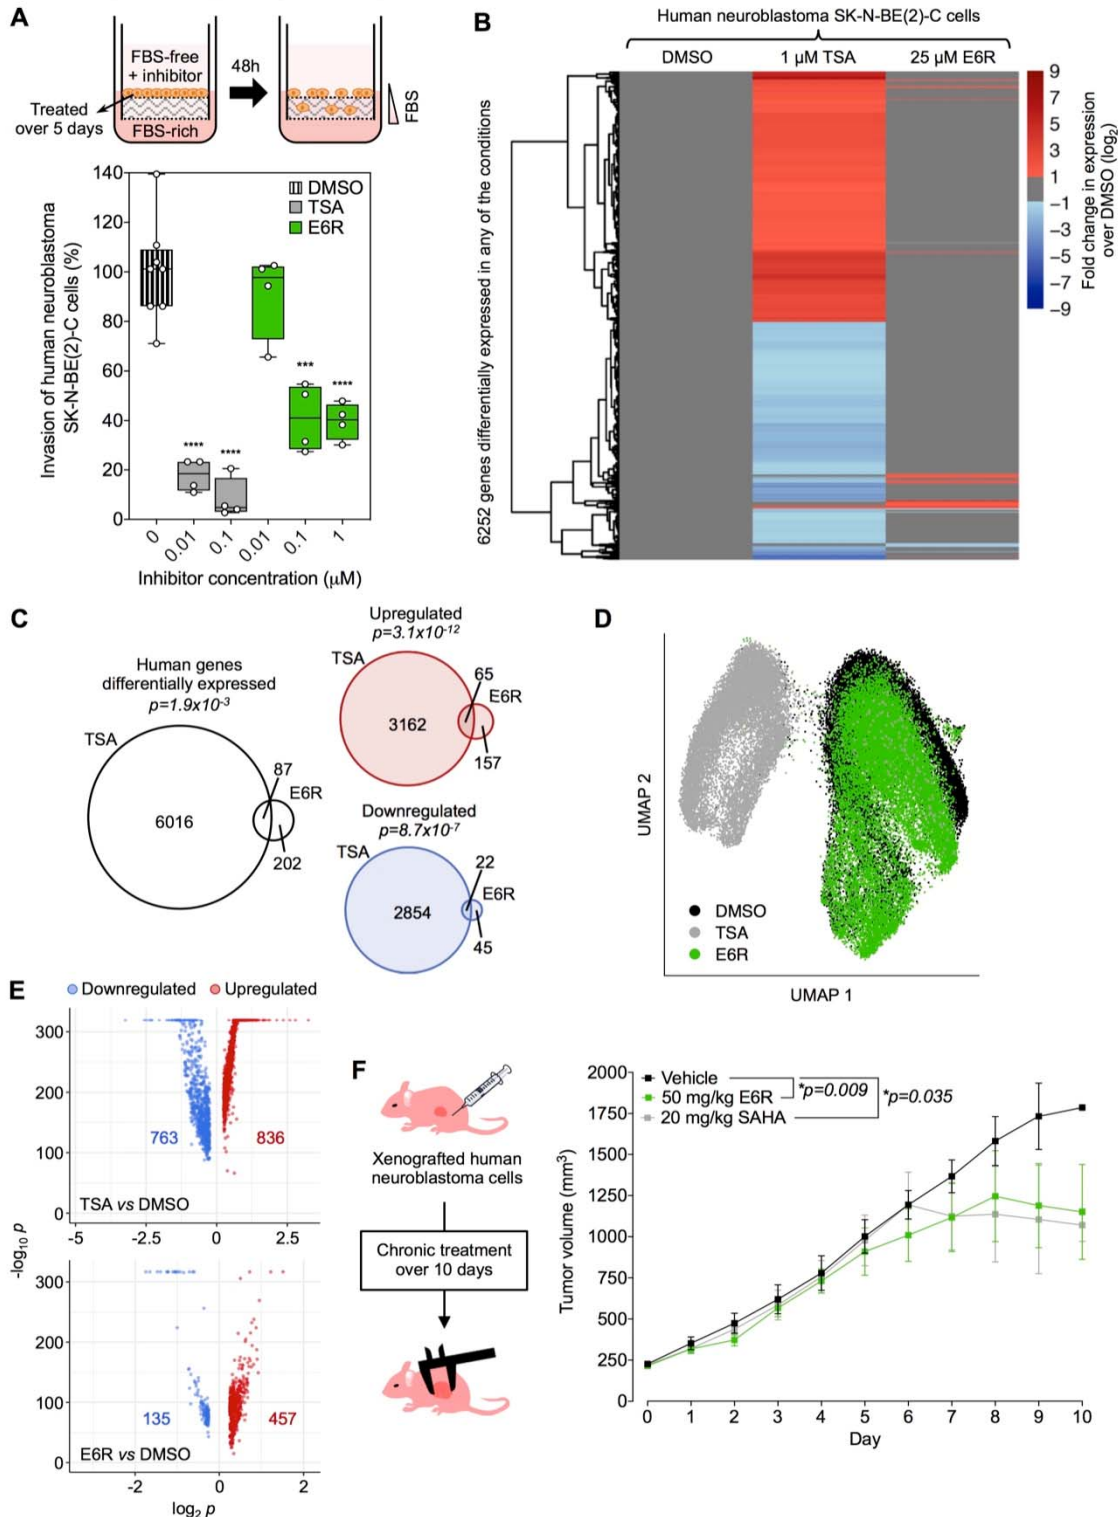 A
FBS-free
+ inhibitor
48h
Treated
over 5 days
FBS-rich
FBS
Invasion of human neuroblastoma
SK-N-BE(2)-C cells (%)
140
120
100
80
60
40
20
0
DMSO
TSA
E6R
****
****
***
****
0
0.01
0.1
0.01
0.1
1
Inhibitor concentration (μM)
B
Human neuroblastoma SK-N-BE(2)-C cells
DMSO
1 μM TSA
25 μM E6R
6252 genes differentially expressed in any of the conditions
9
7
5
3
1
−1
−3
−5
−7
−9
Fold change in expression
over DMSO (log2)
C
Human genes
differentially expressed
p=1.9x10-3
TSA
6016
87
E6R
202
Upregulated
p=3.1x10-12
TSA
3162
65
E6R
157
Downregulated
p=8.7x10-7
TSA
2854
22
E6R
45
D
UMAP 2
DMSO
TSA
E6R
UMAP 1
E
Downregulated
Upregulated
-log10 p
300
200
100
0
763
836
TSA vs DMSO
-5
-2.5
0
2.5
300
200
100
0
135
457
E6R vs DMSO
-2
0
2
log2 p
F
Xenografted human
neuroblastoma cells
Chronic treatment
over 10 days
Tumor volume (mm3)
2000
1750
1500
1250
1000
750
500
250
0
Vehicle
50 mg/kg E6R
20 mg/kg SAHA
*p=0.009
*p=0.035
0
1
2
3
4
5
6
7
8
9
10
Day